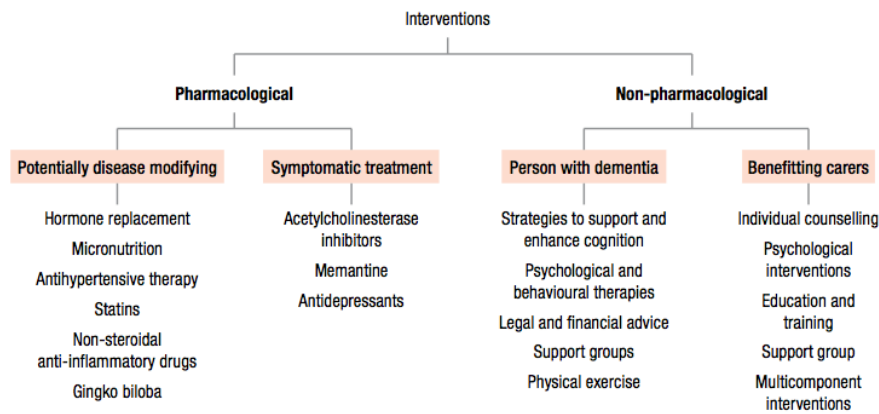 Interventions
Pharmacological
Non-pharmacological
Potentially disease modifying
Symptomatic treatment
Person with dementia
Benefitting carers
Hormone replacement
Micronutrition
Antihypertensive therapy
Statins
Non-steroidal
anti-inflammatory drugs
Gingko biloba
Acetylcholinesterase
inhibitors
Memantine
Antidepressants
Strategies to support and
enhance cognition
Psychological and
behavioural therapies
Legal and financial advice
Support groups
Physical exercise
Individual counselling
Psychological
interventions
Education and
training
Support group
Multicomponent
interventions